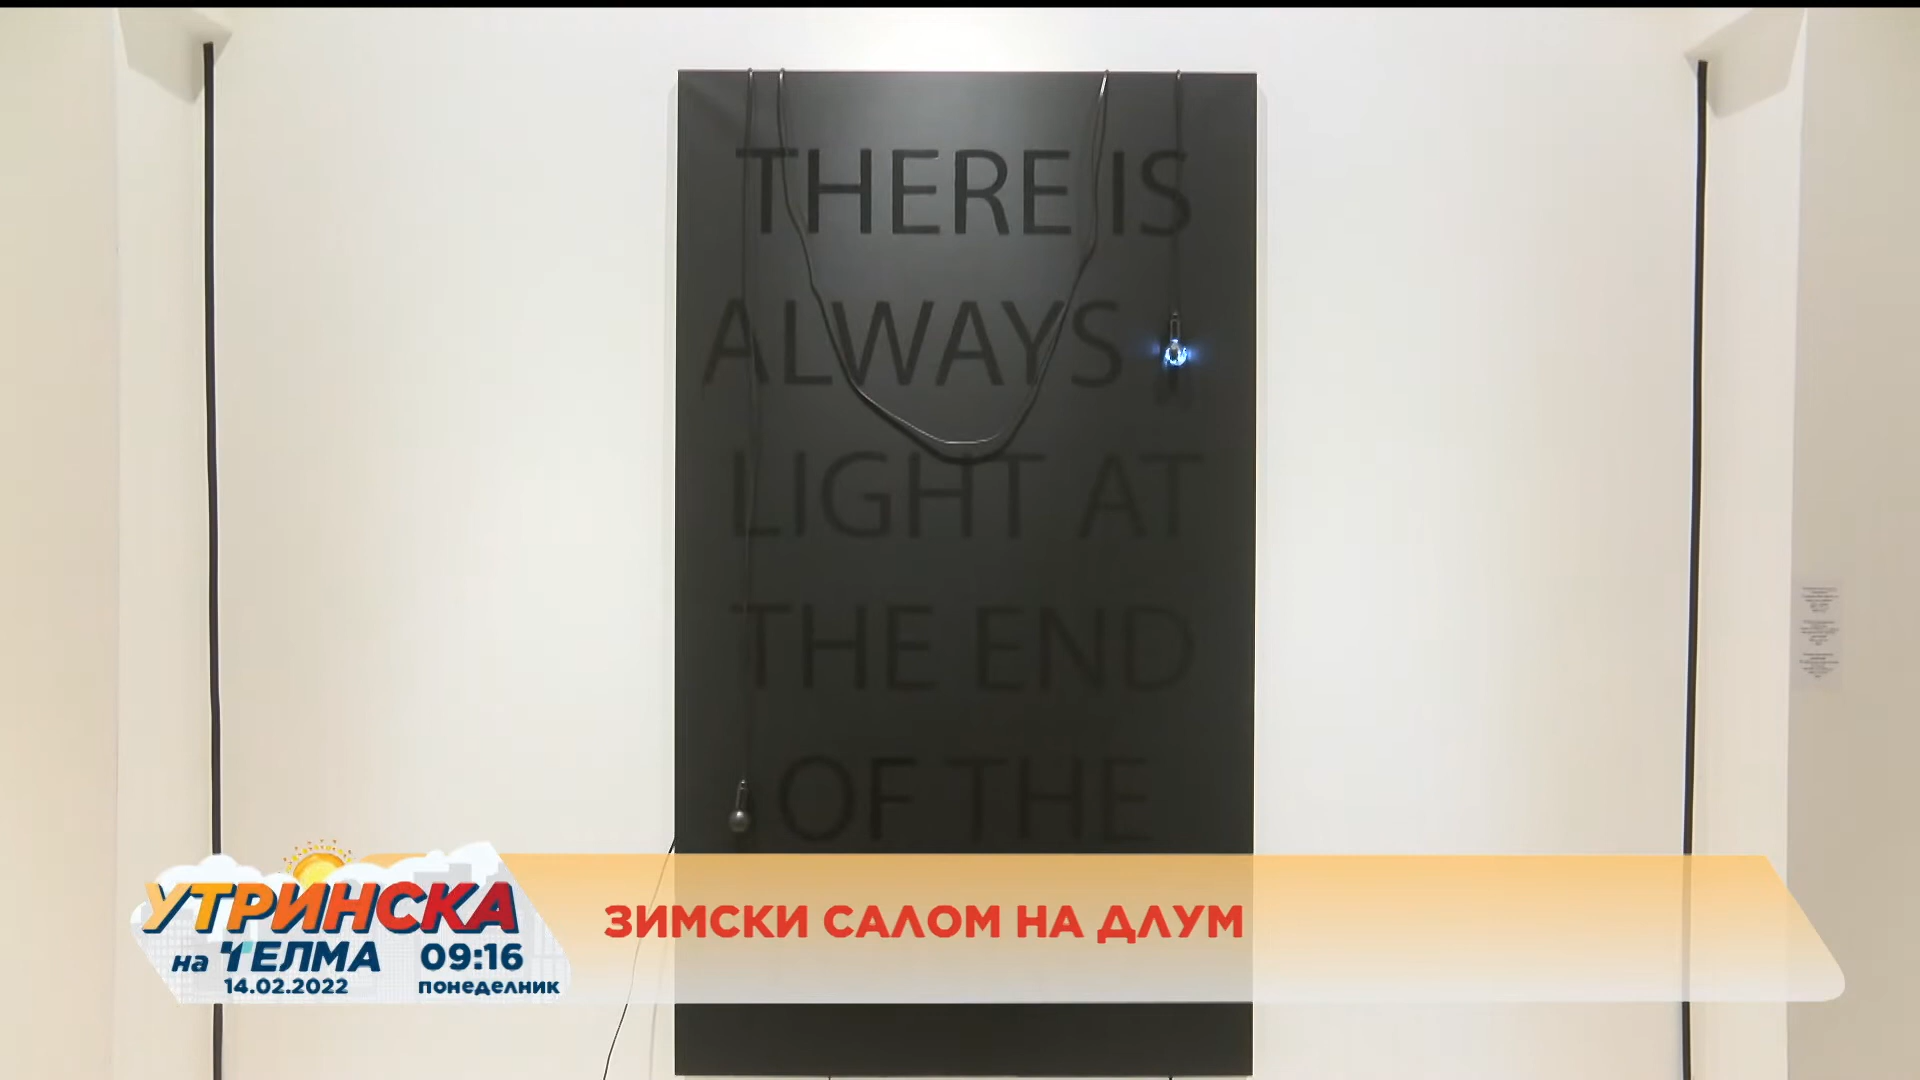 THERE IS
ALWAYS
LIGHT AT
THE END
OF THE
УТРИНСКА
на ТЕЛМА
09:16
14.02.2022
понеделник
ЗИМСКИ САЛОМ НА ДЛУМ